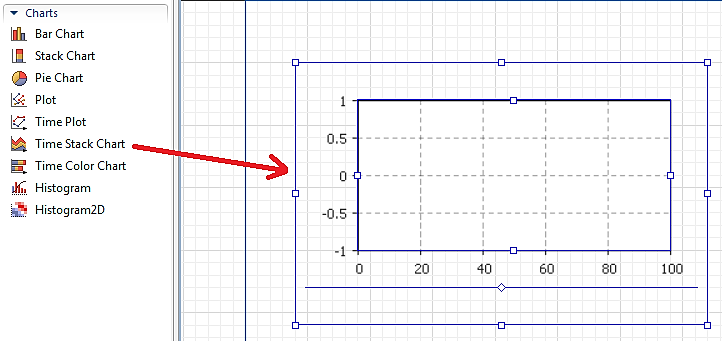 Charts
Bar Chart
Stack Chart
Pie Chart
Plot
Time Plot
Time Stack Chart
Time Color Chart
Histogram
Histogram2D
1
0.5
0
-0.5
-1
0 20 40 60 80 100